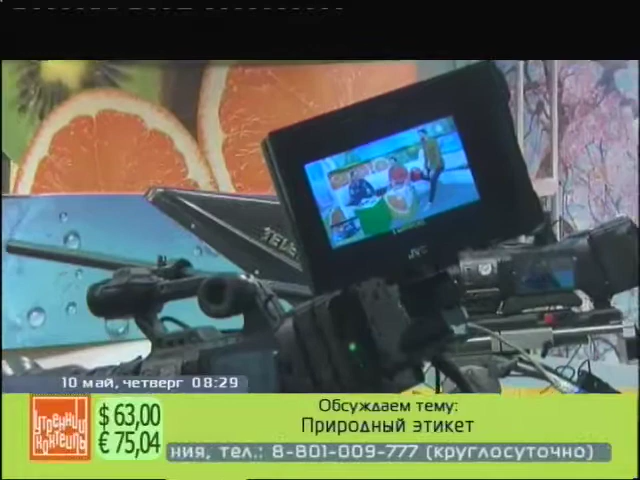 TELE
JVC
10 май, четверг 08:29
УТРЕННИЙ
КОКТЕЙЛЬ
$ 63,00
€ 75,04
Обсуждаем тему:
Природный этикет
ния, тел.: 8-801-009-777 (круглосуточно)